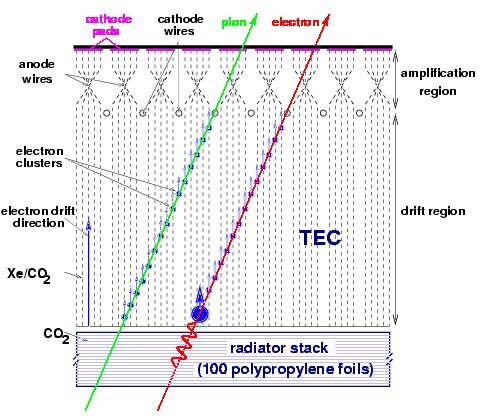 cathode
pads
cathode
wires
pion
electron
anode
wires
amplification
region
electron
clusters
electron drift
direction
drift region
TEC
Xe/CO2
CO2
radiator stack
(100 polypropylene foils)